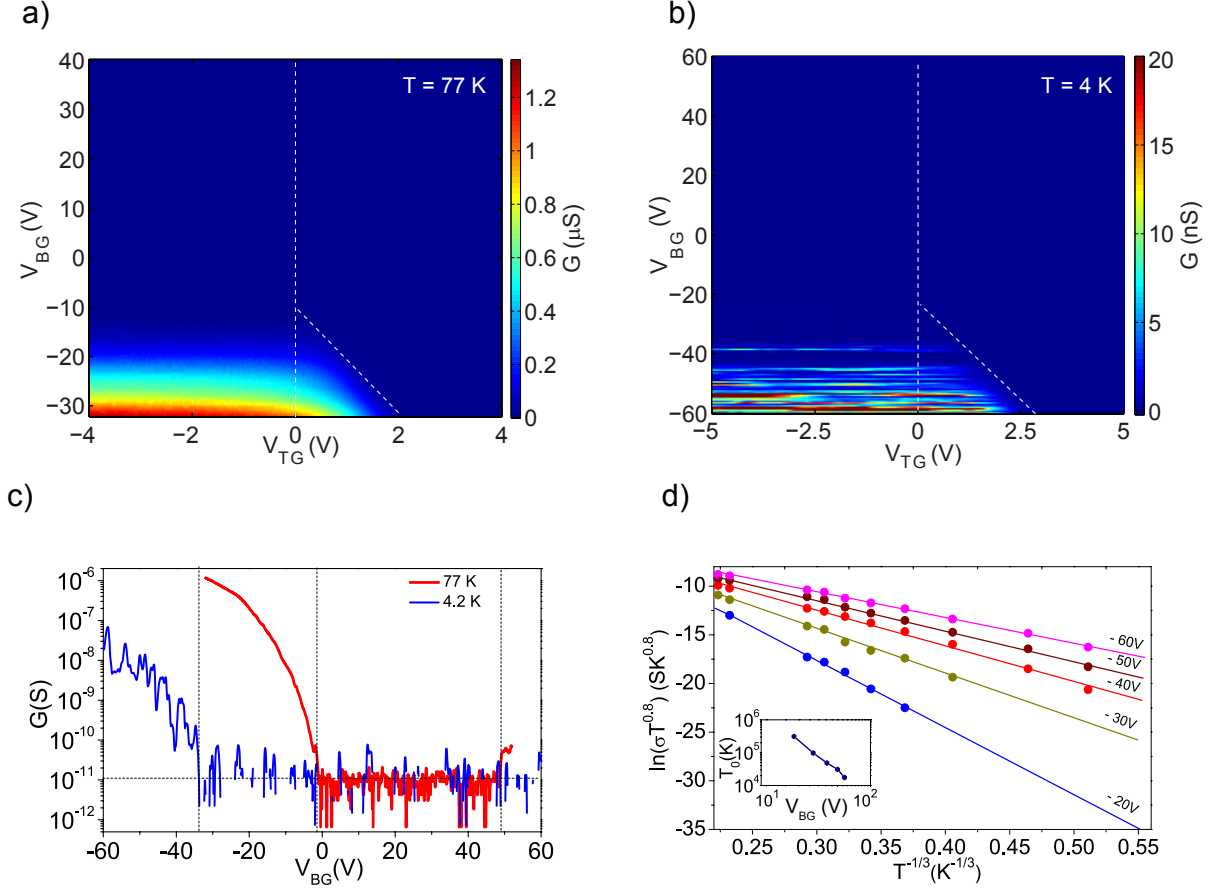 a)
T = 77 K
40
30
20
10
0
−10
−20
−30
V_BG (V)
−4
−2
0
2
4
V_TG (V)
1.2
1
0.8
0.6
0.4
0.2
0
G (μS)
b)
T = 4 K
60
40
20
0
−20
−40
−60
V_BG (V)
−5
−2.5
0
2.5
5
V_TG (V)
20
15
10
5
0
G (nS)
c)
77 K
4.2 K
10^-6
10^-7
10^-8
10^-9
10^-10
10^-11
10^-12
G(S)
-60
-40
-20
0
20
40
60
V_BG(V)
d)
-10
-15
-20
-25
-30
-35
ln(σT^0.8) (SK^0.8)
- 60V
- 50V
- 40V
- 30V
- 20V
10^6
10^5
10^4
T_0(K)
10^1
10^2
V_BG (V)
0.25
0.30
0.35
0.40
0.45
0.50
0.55
T^-1/3(K^-1/3)